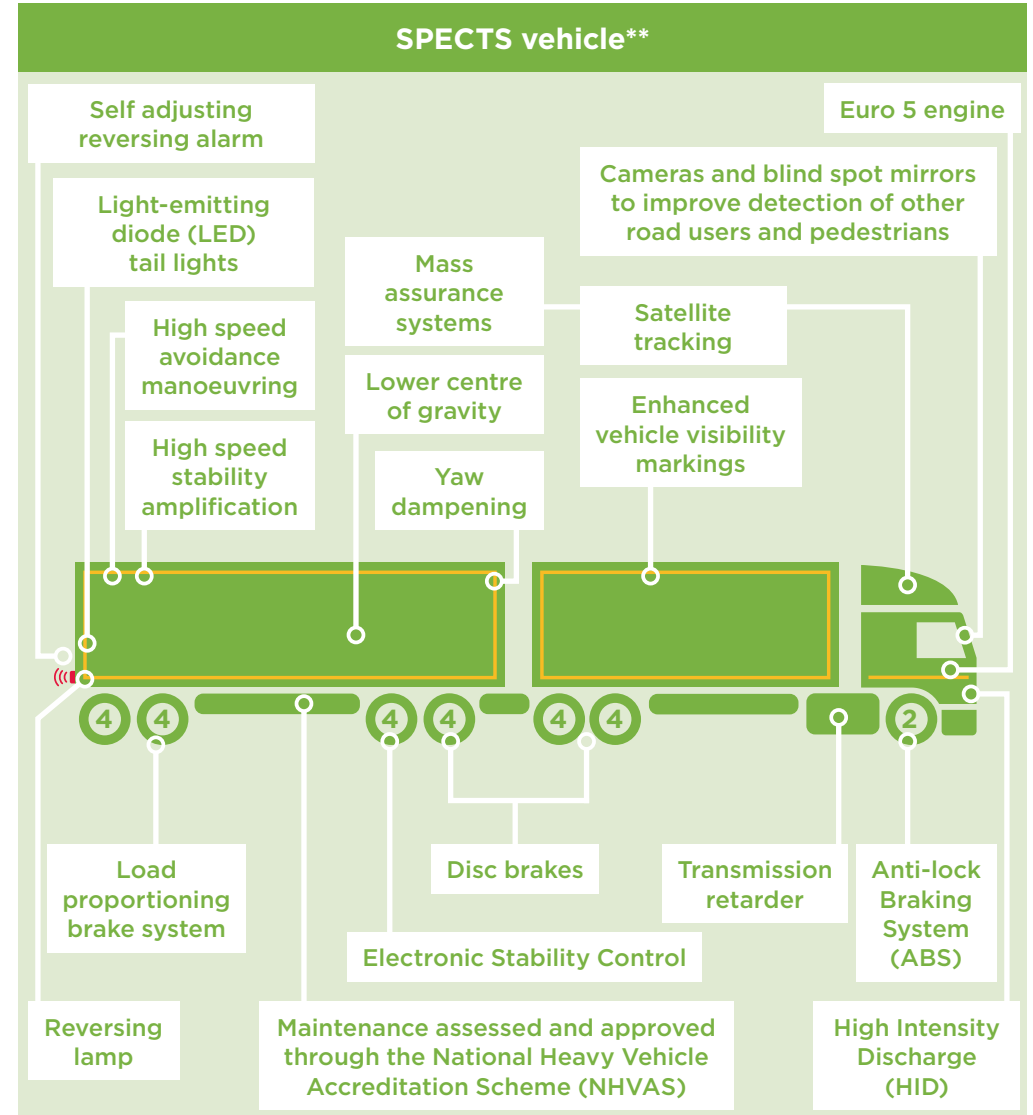 SPECTS vehicle**
Self adjusting
reversing alarm
Euro 5 engine
Light-emitting
diode (LED)
tail lights
Cameras and blind spot mirrors
to improve detection of other
road users and pedestrians
Mass
assurance
systems
Satellite
tracking
High speed
avoidance
manoeuvring
Lower centre
of gravity
Enhanced
vehicle visibility
markings
High speed
stability
amplification
Yaw
dampening
4 4 4 4 4 4 2
Load
proportioning
brake system
Disc brakes
Transmission
retarder
Anti-lock
Braking
System
(ABS)
Electronic Stability Control
Reversing
lamp
Maintenance assessed and approved
through the National Heavy Vehicle
Accreditation Scheme (NHVAS)
High Intensity
Discharge
(HID)